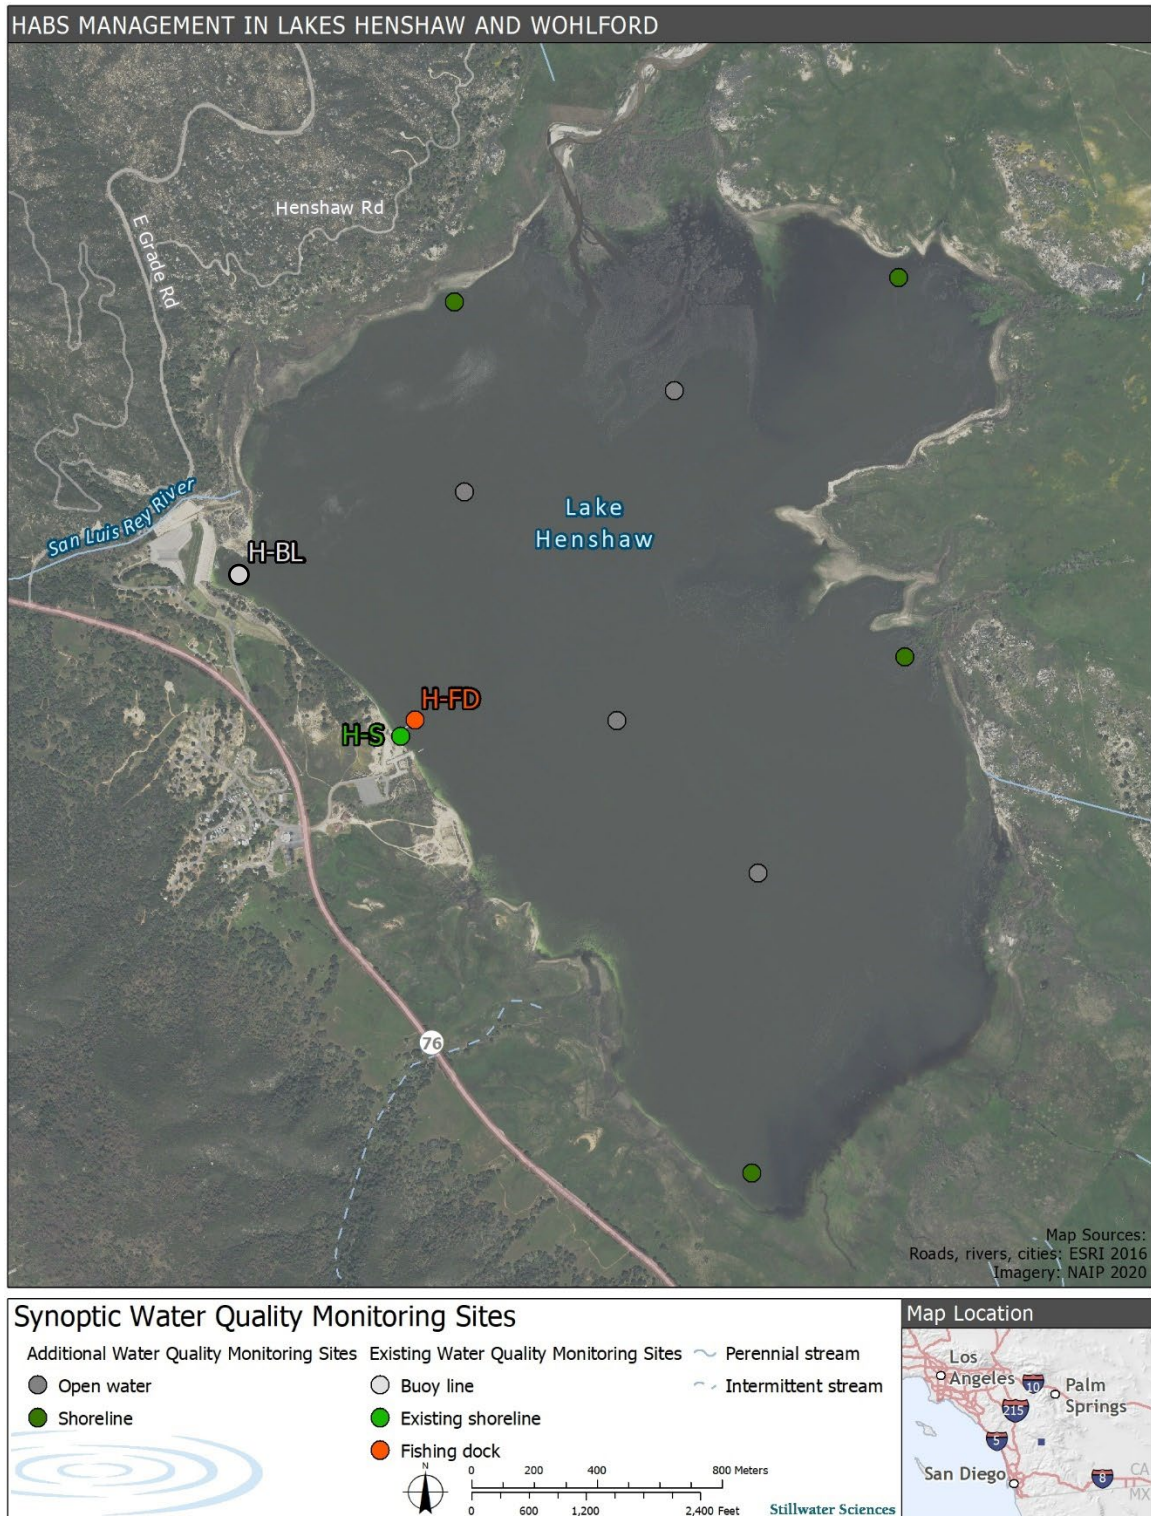 HABS MANAGEMENT IN LAKES HENSHAW AND WOHLFORD
Henshaw Rd
E Grade Rd
San Luis Rey River
Lake
Henshaw
H-BL
H-FD
H-S
76
Map Sources:
Roads, rivers, cities: ESRI 2016
Imagery: NAIP 2020
Synoptic Water Quality Monitoring Sites
Additional Water Quality Monitoring Sites
Open water
Shoreline
Existing Water Quality Monitoring Sites
Buoy line
Existing shoreline
Fishing dock
Perennial stream
Intermittent stream
N
0 200 400 800 Meters
0 600 1,200 2,400 Feet
Stillwater Sciences
Map Location
Los
Angeles
10
Palm
Springs
215
5
San Diego
8
CA
MX